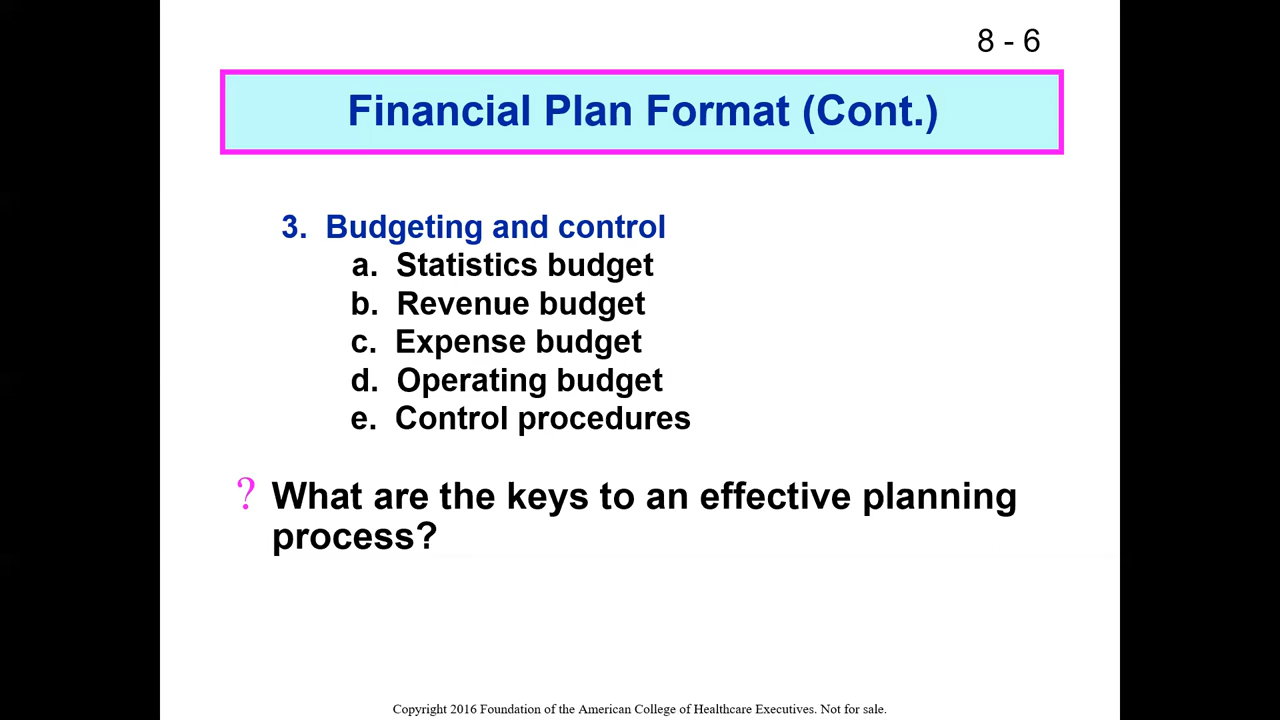 8 - 6
Financial Plan Format (Cont.)
3. Budgeting and control
a. Statistics budget
b. Revenue budget
c. Expense budget
d. Operating budget
e. Control procedures
? What are the keys to an effective planning
process?
Copyright 2016 Foundation of the American College of Healthcare Executives. Not for sale.